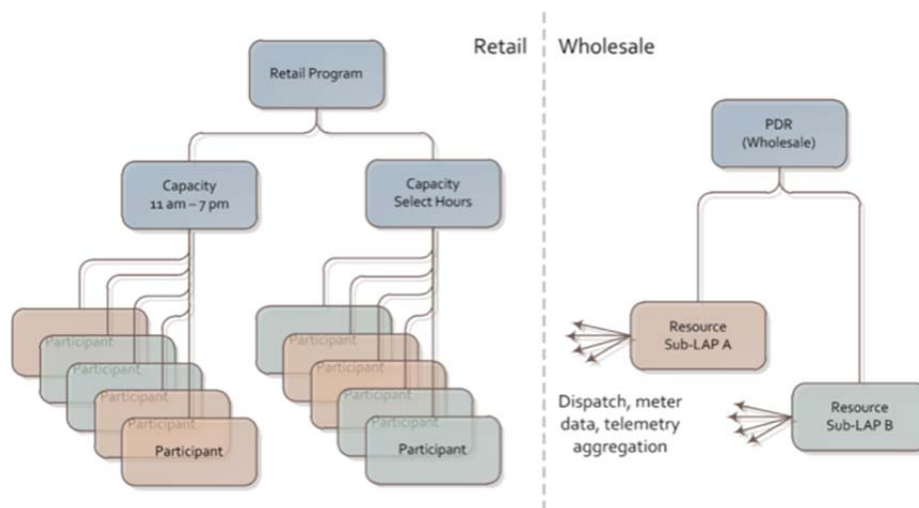 Retail
Wholesale
Retail Program
PDR
(Wholesale)
Capacity
11 am – 7 pm
Capacity
Select Hours
Participant
Participant
Participant
Participant
Participant
Participant
Participant
Participant
Participant
Participant
Resource
Sub-LAP A
Dispatch, meter
data, telemetry
aggregation
Resource
Sub-LAP B